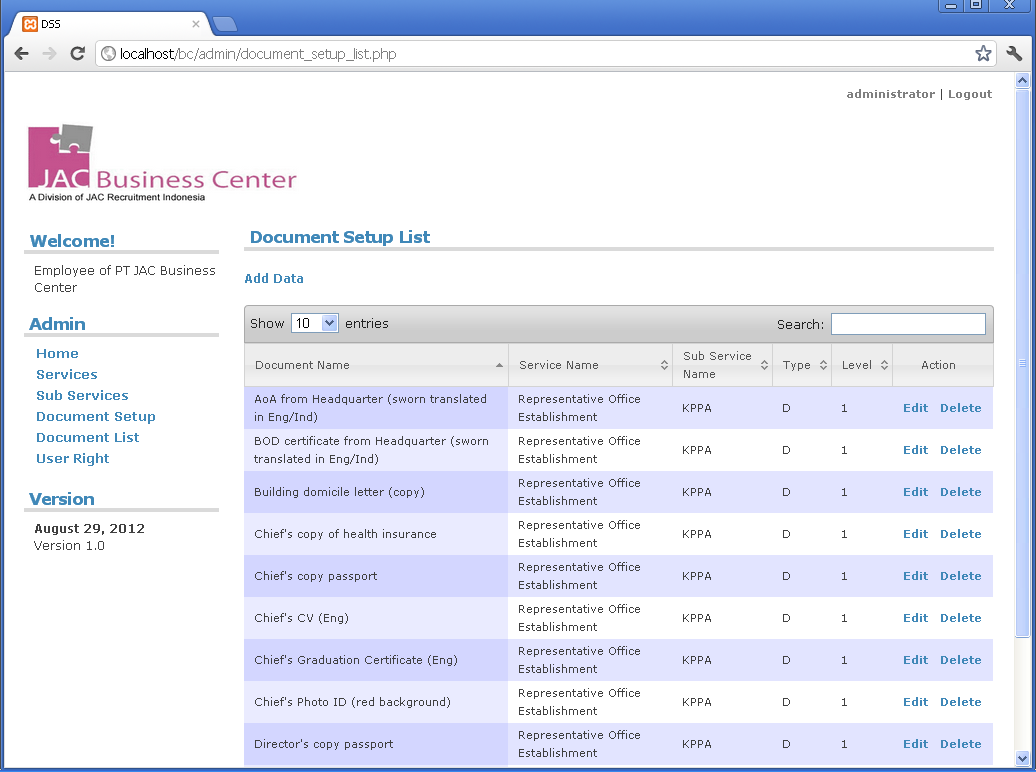 DSS
localhost/bc/admin/document_setup_list.php
administrator | Logout
JAC Business Center
A Division of JAC Recruitment Indonesia
Welcome!
Employee of PT JAC Business
Center
Admin
Home
Services
Sub Services
Document Setup
Document List
User Right
Version
August 29, 2012
Version 1.0
Document Setup List
Add Data
Show 10 entries Search:
Document Name Service Name Sub Service Name Type Level Action
AoA from Headquarter (sworn translated in Eng/Ind) Representative Office Establishment KPPA D 1 Edit Delete
BOD certificate from Headquarter (sworn translated in Eng/Ind) Representative Office Establishment KPPA D 1 Edit Delete
Building domicile letter (copy) Representative Office Establishment KPPA D 1 Edit Delete
Chief's copy of health insurance Representative Office Establishment KPPA D 1 Edit Delete
Chief's copy passport Representative Office Establishment KPPA D 1 Edit Delete
Chief's CV (Eng) Representative Office Establishment KPPA D 1 Edit Delete
Chief's Graduation Certificate (Eng) Representative Office Establishment KPPA D 1 Edit Delete
Chief's Photo ID (red background) Representative Office Establishment KPPA D 1 Edit Delete
Director's copy passport Representative Office Establishment KPPA D 1 Edit Delete